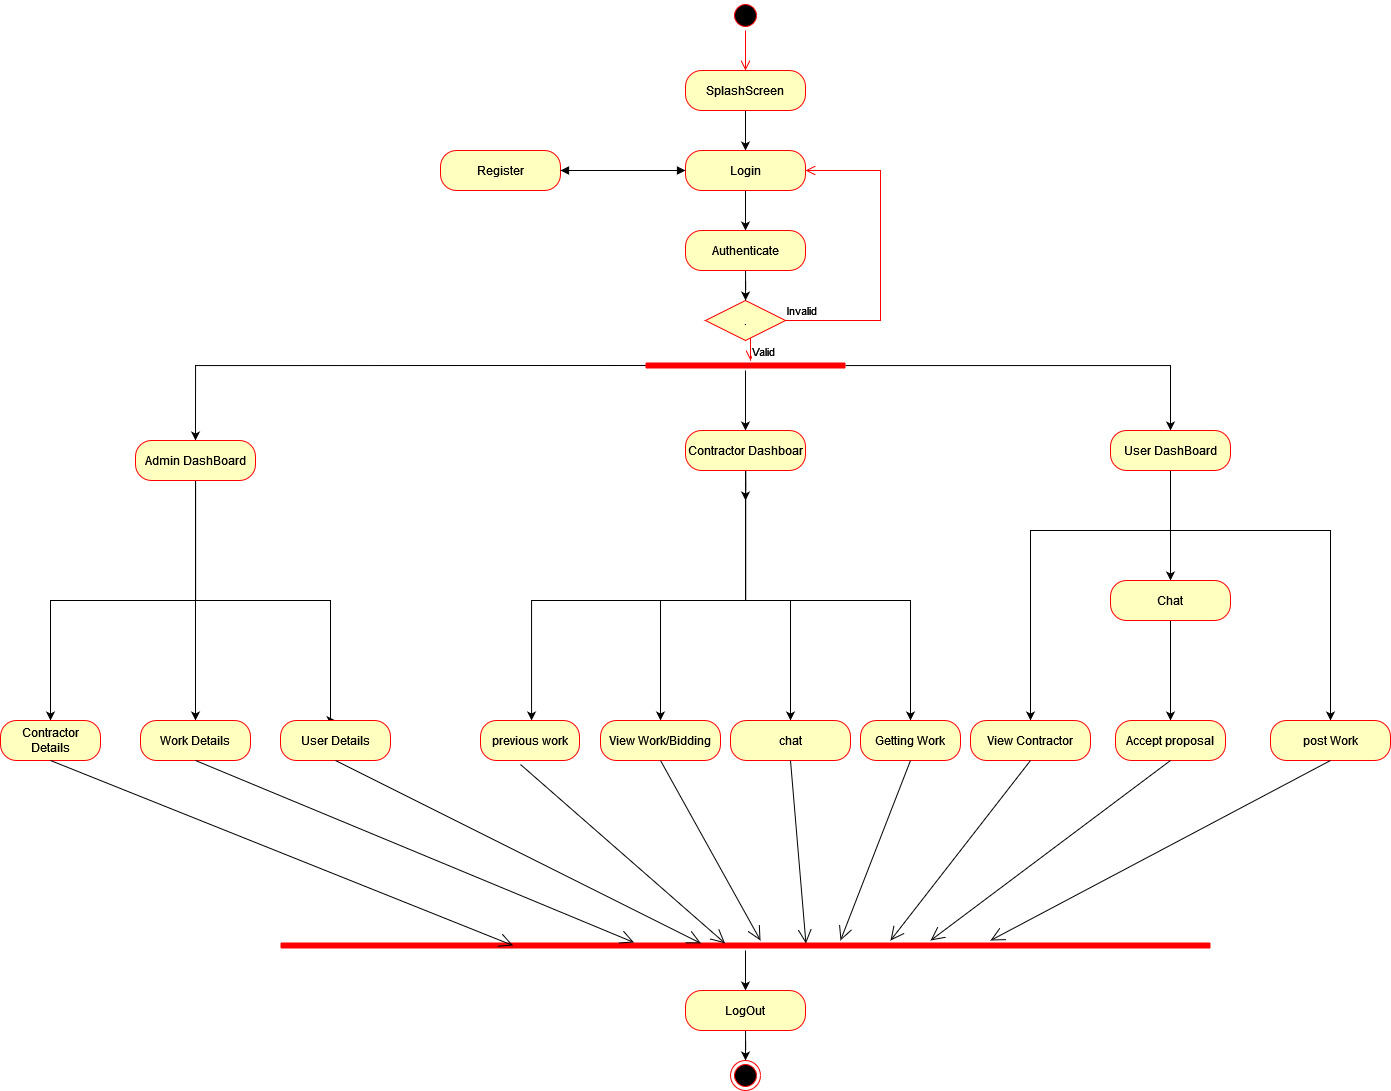 SplashScreen
Register
Login
Authenticate
Invalid
.
Valid
Admin DashBoard
Contractor Dashboar
User DashBoard
Chat
Contractor
Details
Work Details
User Details
previous work
View Work/Bidding
chat
Getting Work
View Contractor
Accept proposal
post Work
LogOut